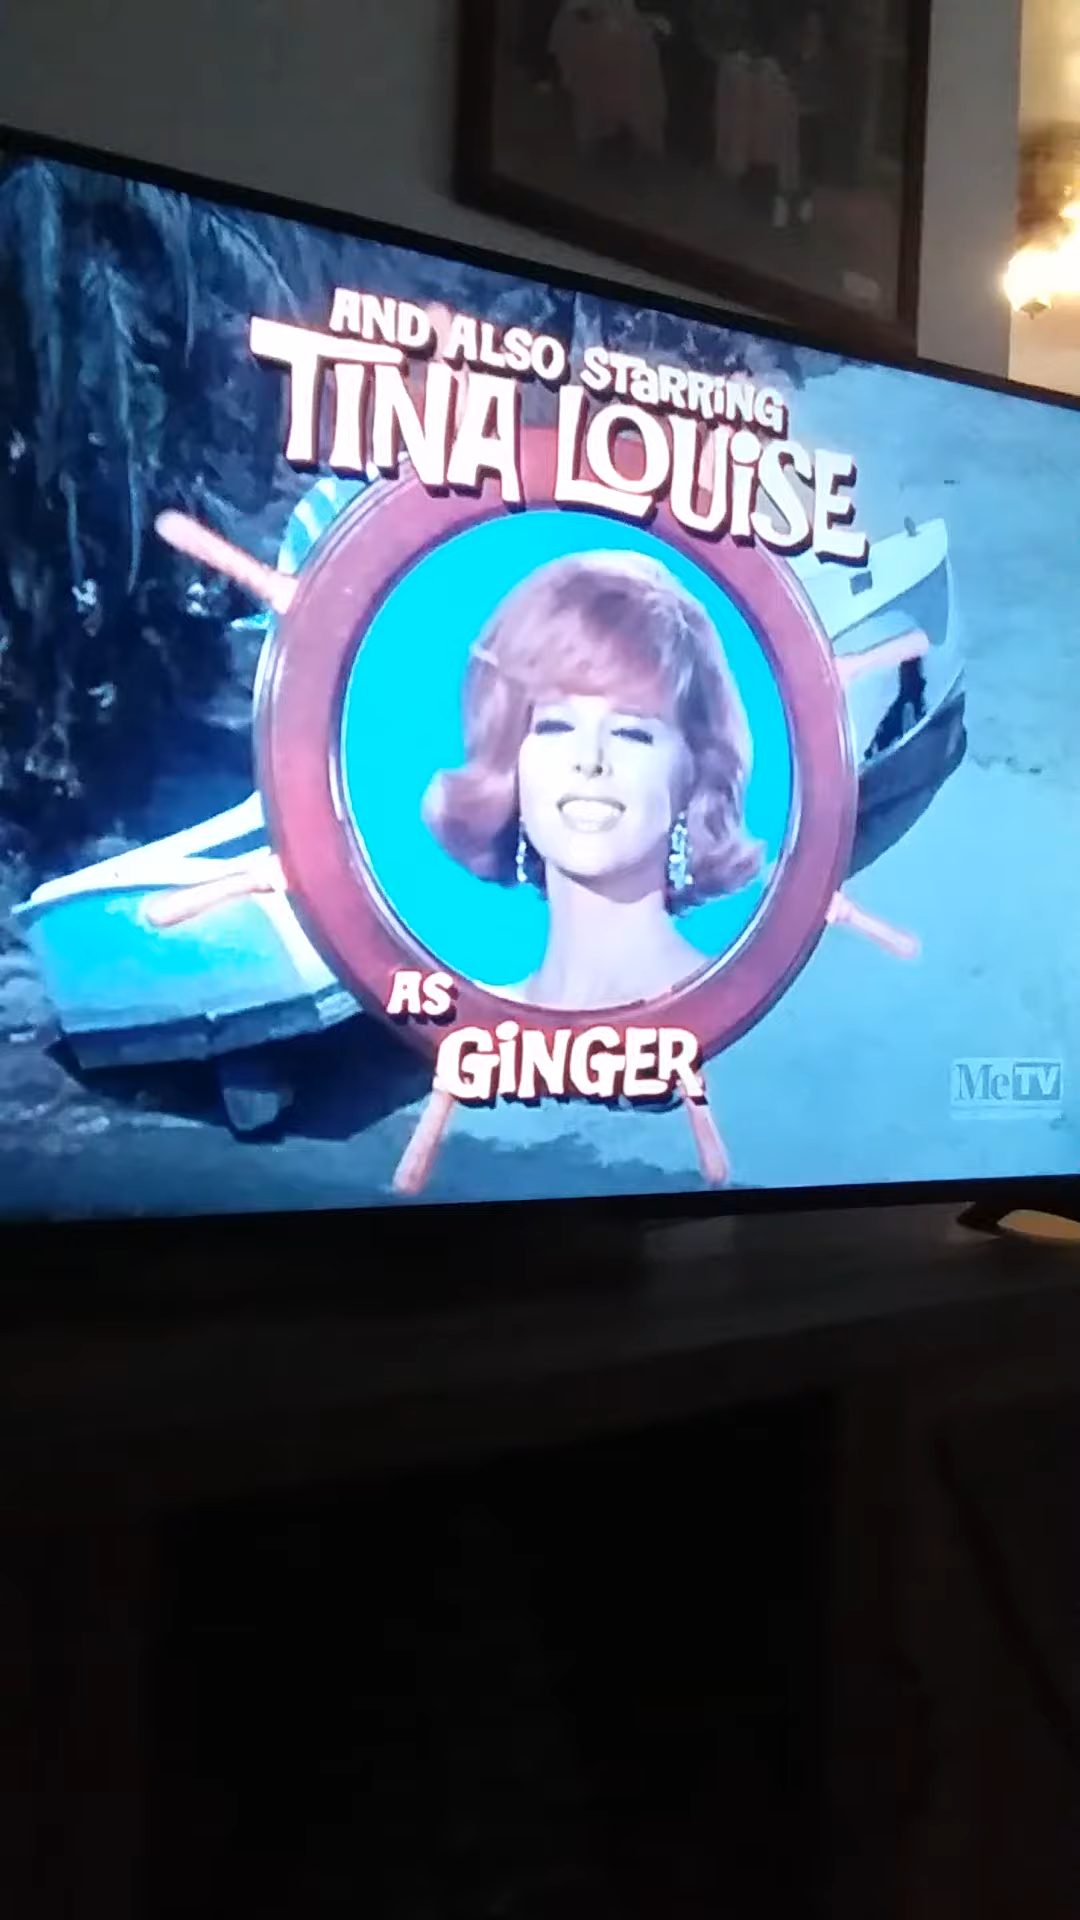 AND ALSO STaRRiNG
TiNA LOUiSE
AS
GiNGER
MeTV